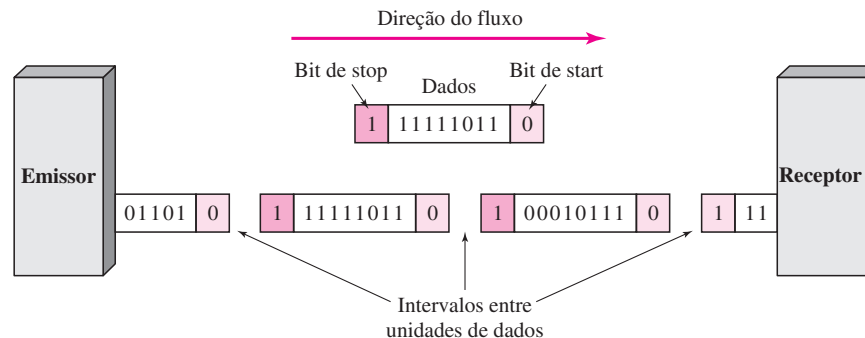 Direção do fluxo
Bit de stop
Dados
Bit de start
1 11111011 0
Emissor
Receptor
01101 0
1 11111011 0
1 00010111 0
1 11
Intervalos entre
unidades de dados